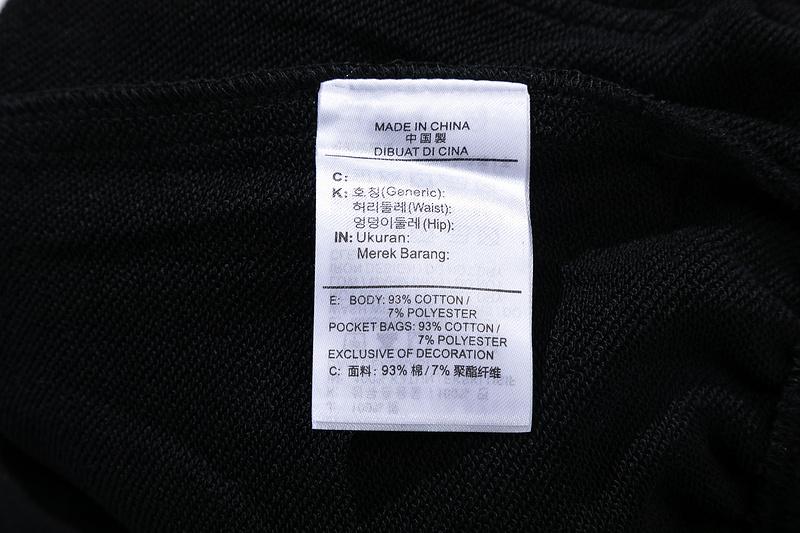 MADE IN CHINA
中国製
DIBUAT DI CINA
C:
K: 호칭(Generic):
허리둘레(Waist):
엉덩이둘레(Hip):
IN: Ukuran:
Merek Barang:
E: BODY: 93% COTTON /
7% POLYESTER
POCKET BAGS: 93% COTTON /
7% POLYESTER
EXCLUSIVE OF DECORATION
C: 面料: 93% 棉 / 7% 聚酯纤维